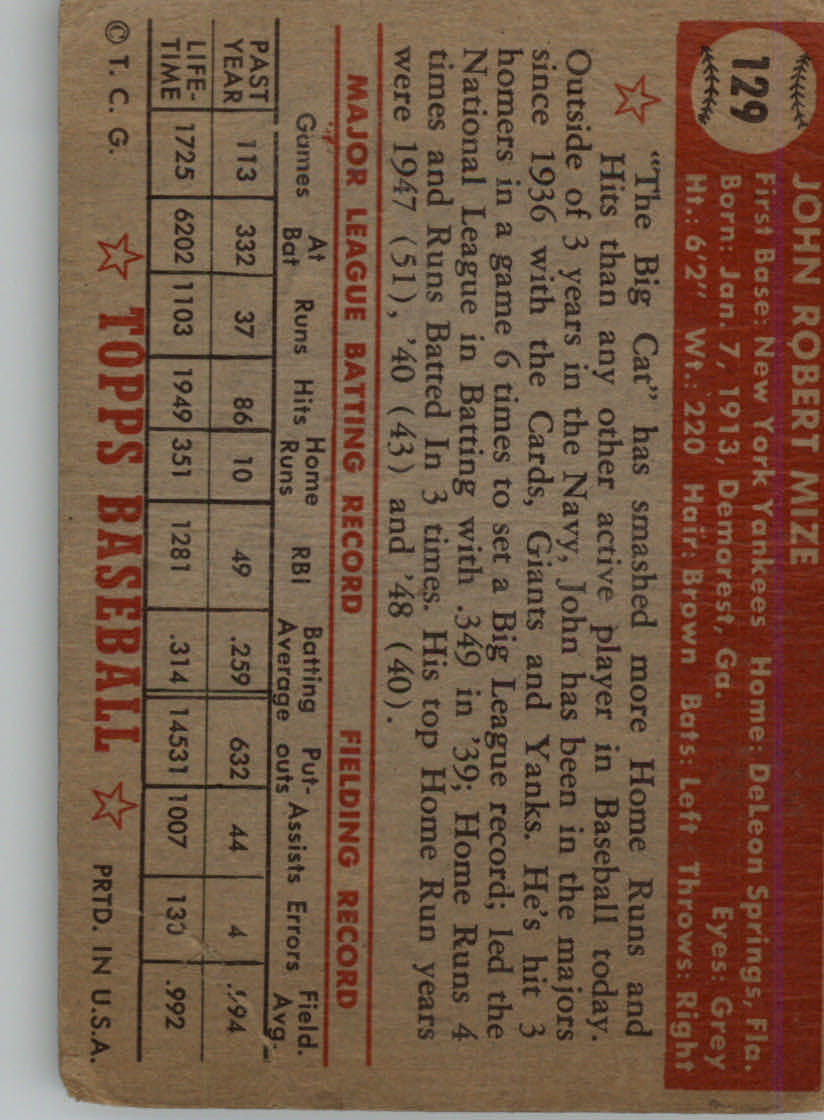 129
JOHN ROBERT MIZE
First Base: New York Yankees Home: DeLeon Springs, Fla.
Born: Jan. 7, 1913, Demorest, Ga. Eyes: Grey
Ht.: 6'2" Wt.: 220 Hair: Brown Bats: Left Throws: Right
"The Big Cat" has smashed more Home Runs and
Hits than any other active player in Baseball today.
Outside of 3 years in the Navy, John has been in the majors
since 1936 with the Cards, Giants and Yanks. He's hit 3
homers in a game 6 times to set a Big League record; led the
National League in Batting with .349 in '39; Home Runs 4
times and Runs Batted In 3 times. His top Home Run years
were 1947 (51), '40 (43) and '48 (40).
MAJOR LEAGUE BATTING RECORD FIELDING RECORD
Games At Bat Runs Hits Home Runs RBI Batting Average Put-outs Assists Errors Field. Avg.
PAST YEAR 113 332 37 86 10 49 .259 632 44 4 .994
LIFE-TIME 1725 6202 1103 1949 351 1281 .314 14531 1007 130 .992
© T. C. G. TOPPS BASEBALL PRTD. IN U.S.A.